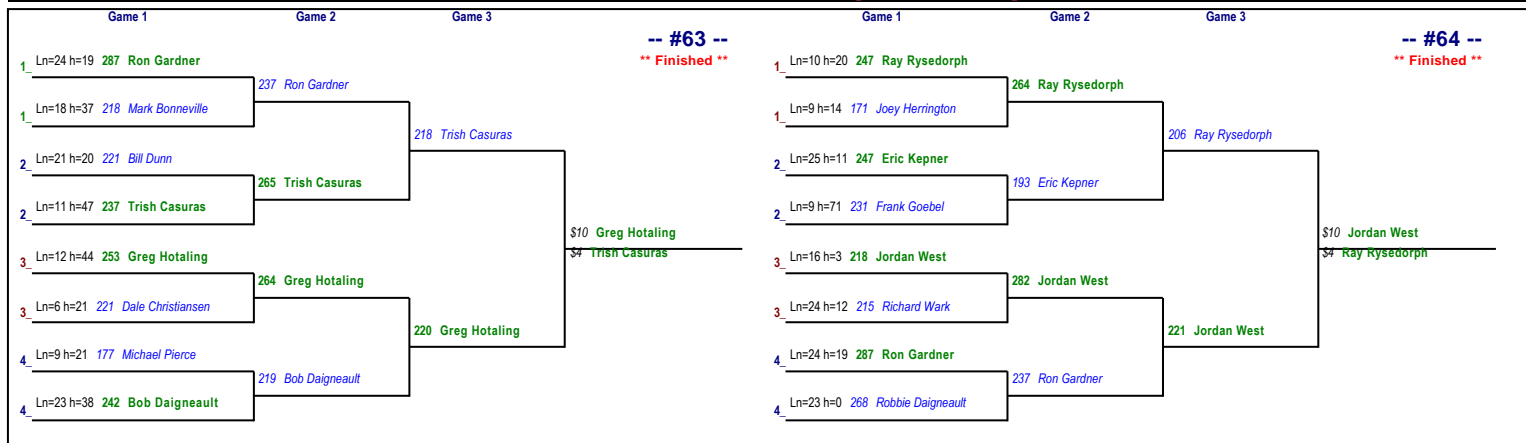 Game 1 Game 2 Game 3
-- #63 --
** Finished **
1_ Ln=24 h=19 287 Ron Gardner
237 Ron Gardner
1_ Ln=18 h=37 218 Mark Bonneville
218 Trish Casuras
2_ Ln=21 h=20 221 Bill Dunn
265 Trish Casuras
2_ Ln=11 h=47 237 Trish Casuras
$10 Greg Hotaling
$4 Trish Casuras
3_ Ln=12 h=44 253 Greg Hotaling
264 Greg Hotaling
3_ Ln=6 h=21 221 Dale Christiansen
220 Greg Hotaling
4_ Ln=9 h=21 177 Michael Pierce
219 Bob Daigneault
4_ Ln=23 h=38 242 Bob Daigneault
Game 1 Game 2 Game 3
-- #64 --
** Finished **
1_ Ln=10 h=20 247 Ray Rysedorph
264 Ray Rysedorph
1_ Ln=9 h=14 171 Joey Herrington
206 Ray Rysedorph
2_ Ln=25 h=11 247 Eric Kepner
193 Eric Kepner
2_ Ln=9 h=71 231 Frank Goebel
$10 Jordan West
$4 Ray Rysedorph
3_ Ln=16 h=3 218 Jordan West
282 Jordan West
3_ Ln=24 h=12 215 Richard Wark
221 Jordan West
4_ Ln=24 h=19 287 Ron Gardner
237 Ron Gardner
4_ Ln=23 h=0 268 Robbie Daigneault